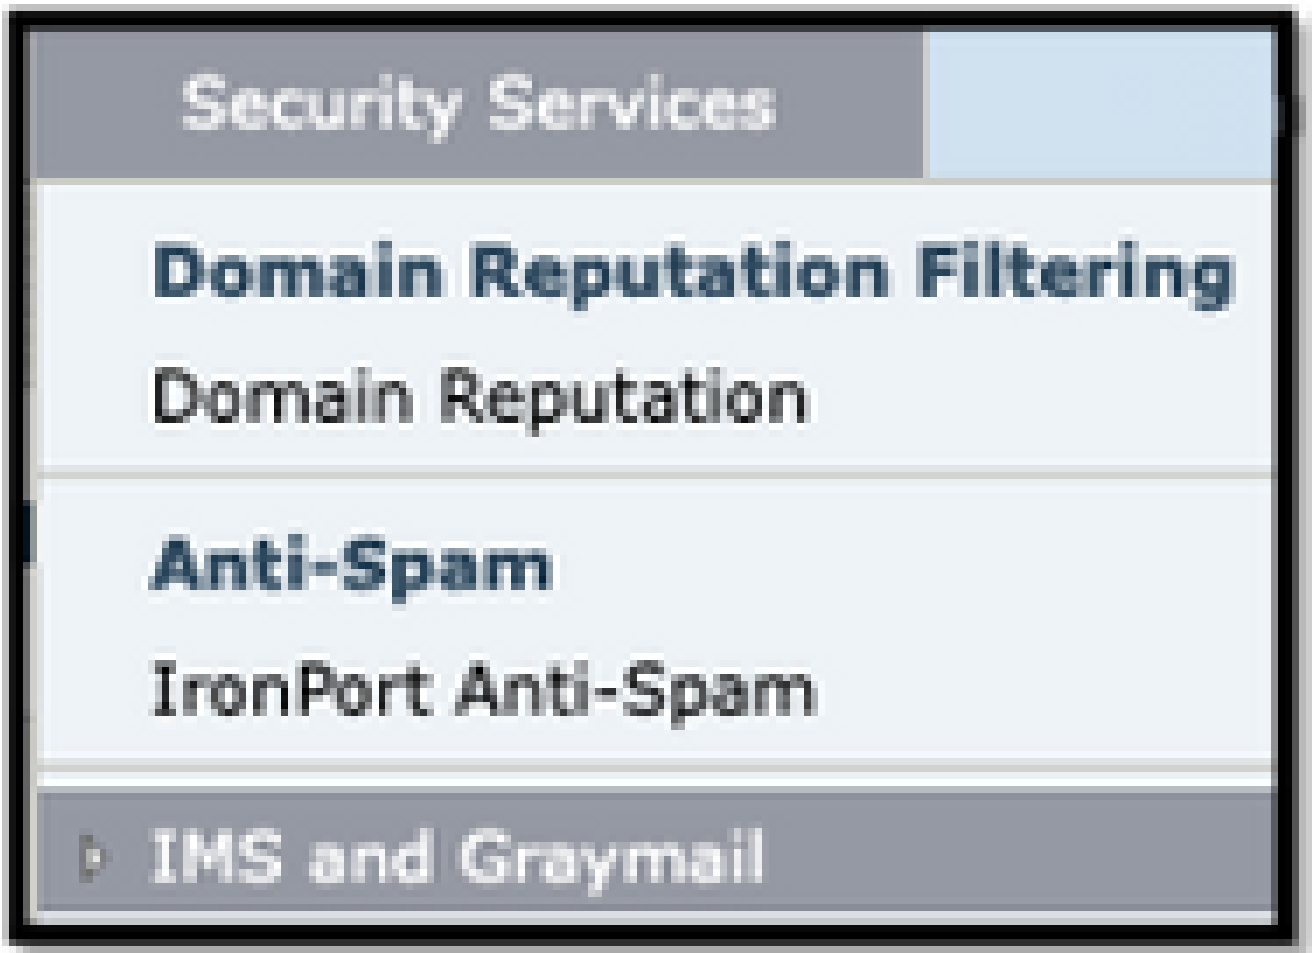 Security Services
Domain Reputation Filtering
Domain Reputation
Anti-Spam
IronPort Anti-Spam
IMS and Graymail